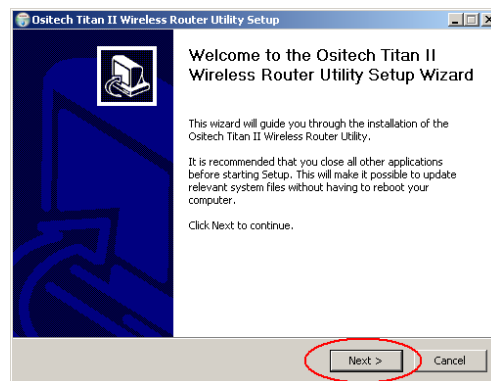 Ositech Titan II Wireless Router Utility Setup
Welcome to the Ositech Titan II
Wireless Router Utility Setup Wizard
This wizard will guide you through the installation of the
Ositech Titan II Wireless Router Utility.
It is recommended that you close all other applications
before starting Setup. This will make it possible to update
relevant system files without having to reboot your
computer.
Click Next to continue.
Next >
Cancel